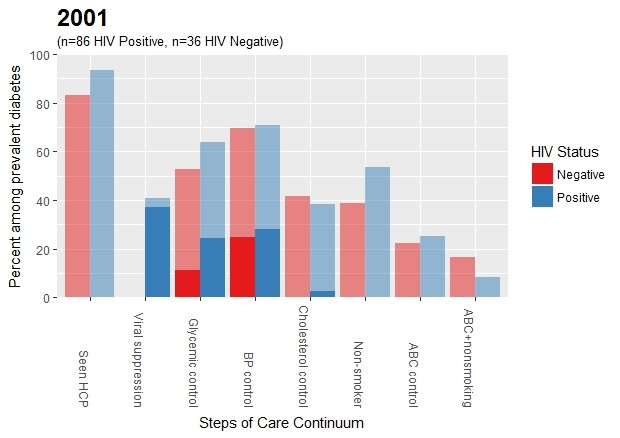 2001
(n=86 HIV Positive, n=36 HIV Negative)
Percent among prevalent diabetes
100
80
60
40
20
0
Seen HCP
Viral suppression
Glycemic control
BP control
Cholesterol control
Non-smoker
ABC control
ABC+nonsmoking
Steps of Care Continuum
HIV Status
Negative
Positive